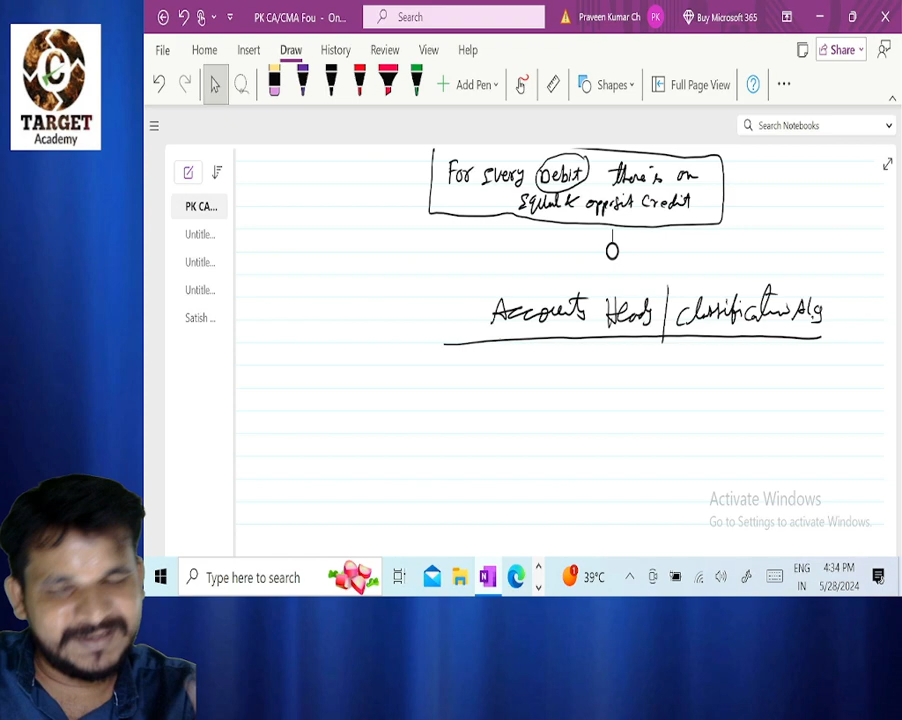 PK CA/CMA Fou - On...
Search
Praveen Kumar Ch
PK
Buy Microsoft 365
TARGET
Academy
File Home Insert Draw History Review View Help
Share
Add Pen
Shapes
Full Page View
Search Notebooks
PK CA...
Untitle...
Untitle...
Untitle...
Satish ...
For Every Debit there is an
Equal & opposit Credit
Accounts Heads / Classification
Activate Windows
Go to Settings to activate Windows.
Type here to search
39°C
ENG
IN
4:34 PM
5/28/2024